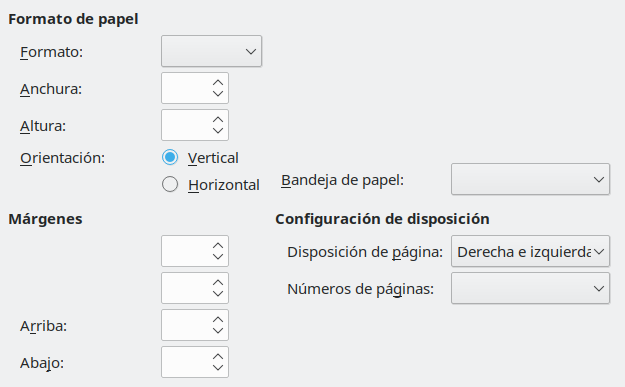 Formato de papel
Formato:
Anchura:
Altura:
Orientación:
Vertical
Horizontal
Bandeja de papel:
Márgenes
Configuración de disposición
Disposición de página:
Derecha e izquierda
Números de páginas:
Arriba:
Abajo: